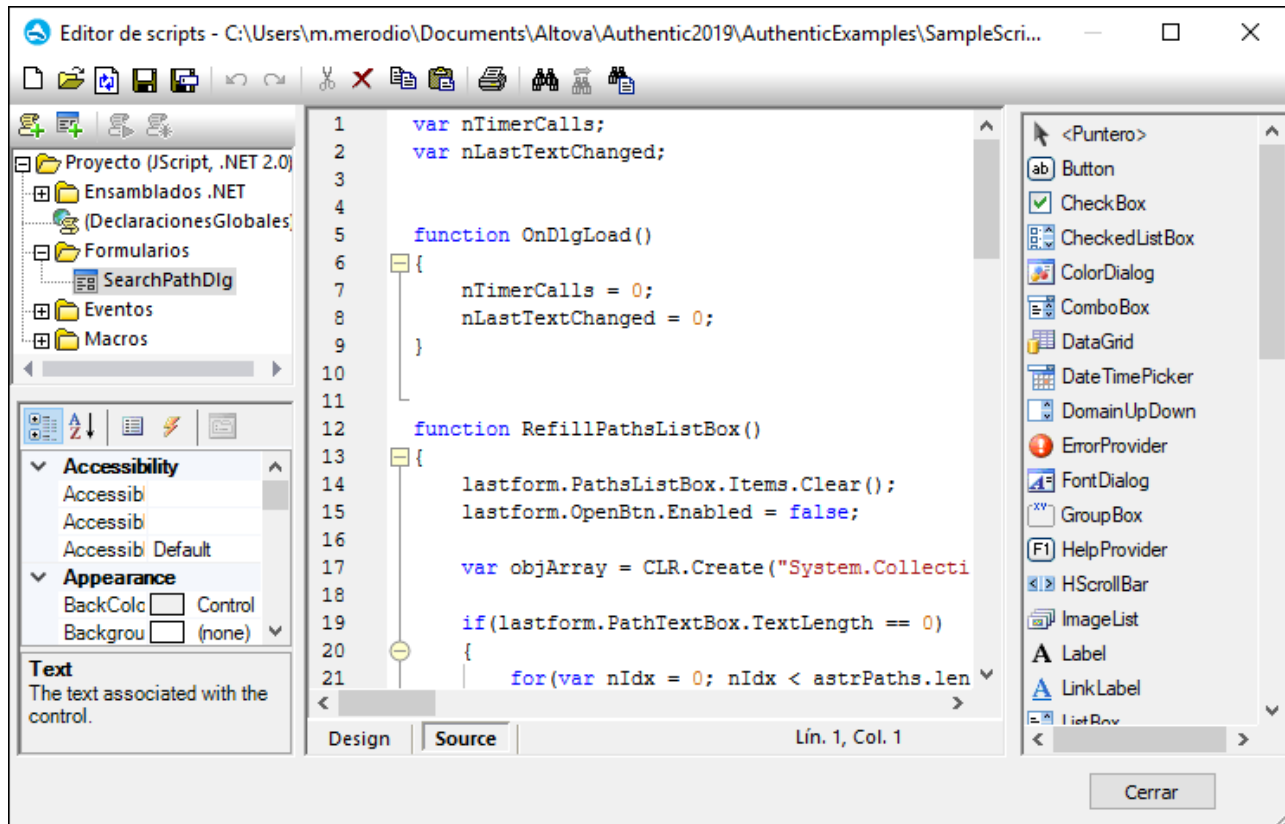 Editor de scripts - C:\Users\m.merodio\Documents\Altova\Authentic2019\AuthenticExamples\SampleScri...
Proyecto (JScript, .NET 2.0)
Ensamblados .NET
(DeclaracionesGlobales)
Formularios
SearchPathDlg
Eventos
Macros
Accessibility
Accessibl
Accessibl
Accessibl Default
Appearance
BackColo Control
Backgrou (none)
Text
The text associated with the
control.
1 var nTimerCalls;
2 var nLastTextChanged;
3
4
5 function OnDlgLoad()
6 {
7 nTimerCalls = 0;
8 nLastTextChanged = 0;
9 }
10
11
12 function RefillPathsListBox()
13 {
14 lastform.PathsListBox.Items.Clear();
15 lastform.OpenBtn.Enabled = false;
16
17 var objArray = CLR.Create("System.Collecti
18
19 if(lastform.PathTextBox.TextLength == 0)
20 {
21 for(var nIdx = 0; nIdx < astrPaths.len
Design Source Lín. 1, Col. 1
<Puntero>
Button
CheckBox
CheckedListBox
ColorDialog
ComboBox
DataGrid
DateTimePicker
DomainUpDown
ErrorProvider
FontDialog
GroupBox
HelpProvider
HScrollBar
ImageList
Label
LinkLabel
ListBox
Cerrar